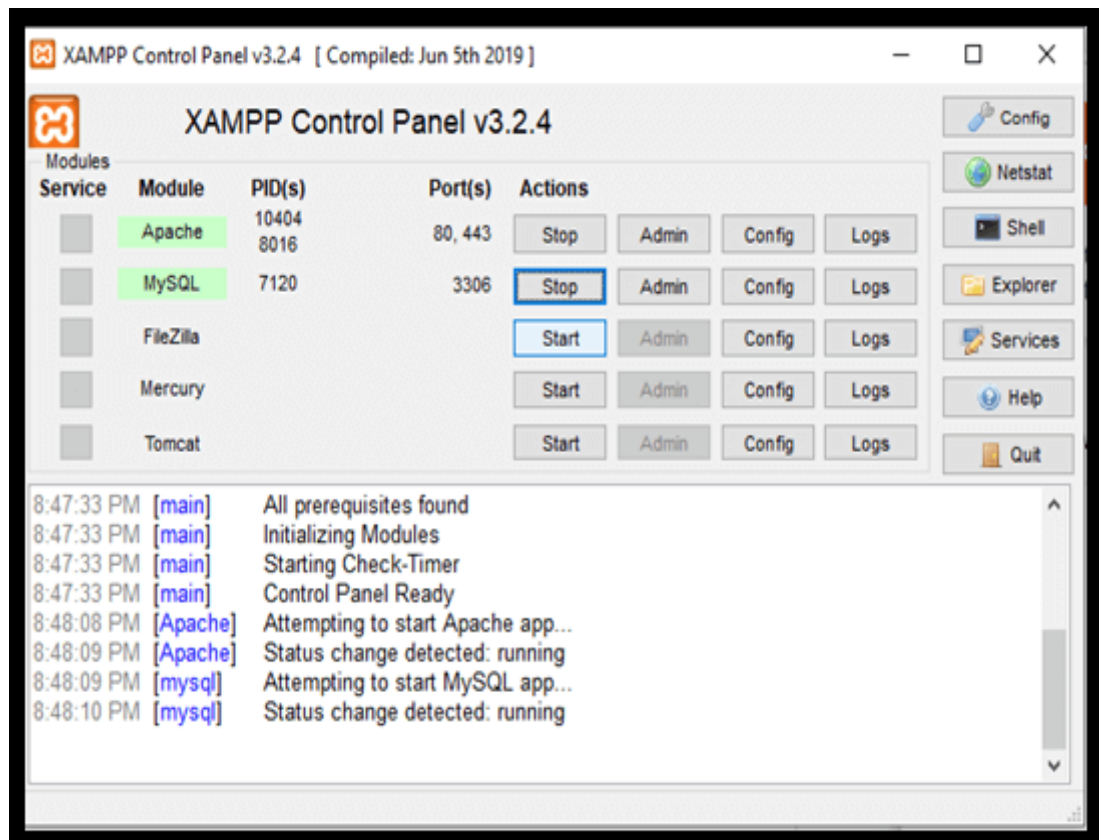 XAMPP Control Panel v3.2.4 [ Compiled: Jun 5th 2019 ]
XAMPP Control Panel v3.2.4
Config
Modules
Service Module PID(s) Port(s) Actions
Netstat
Apache 10404 8016 80, 443 Stop Admin Config Logs
Shell
MySQL 7120 3306 Stop Admin Config Logs
Explorer
FileZilla Start Admin Config Logs
Services
Mercury Start Admin Config Logs
Help
Tomcat Start Admin Config Logs
Quit
8:47:33 PM [main] All prerequisites found
8:47:33 PM [main] Initializing Modules
8:47:33 PM [main] Starting Check-Timer
8:47:33 PM [main] Control Panel Ready
8:48:08 PM [Apache] Attempting to start Apache app...
8:48:09 PM [Apache] Status change detected: running
8:48:09 PM [mysql] Attempting to start MySQL app...
8:48:10 PM [mysql] Status change detected: running